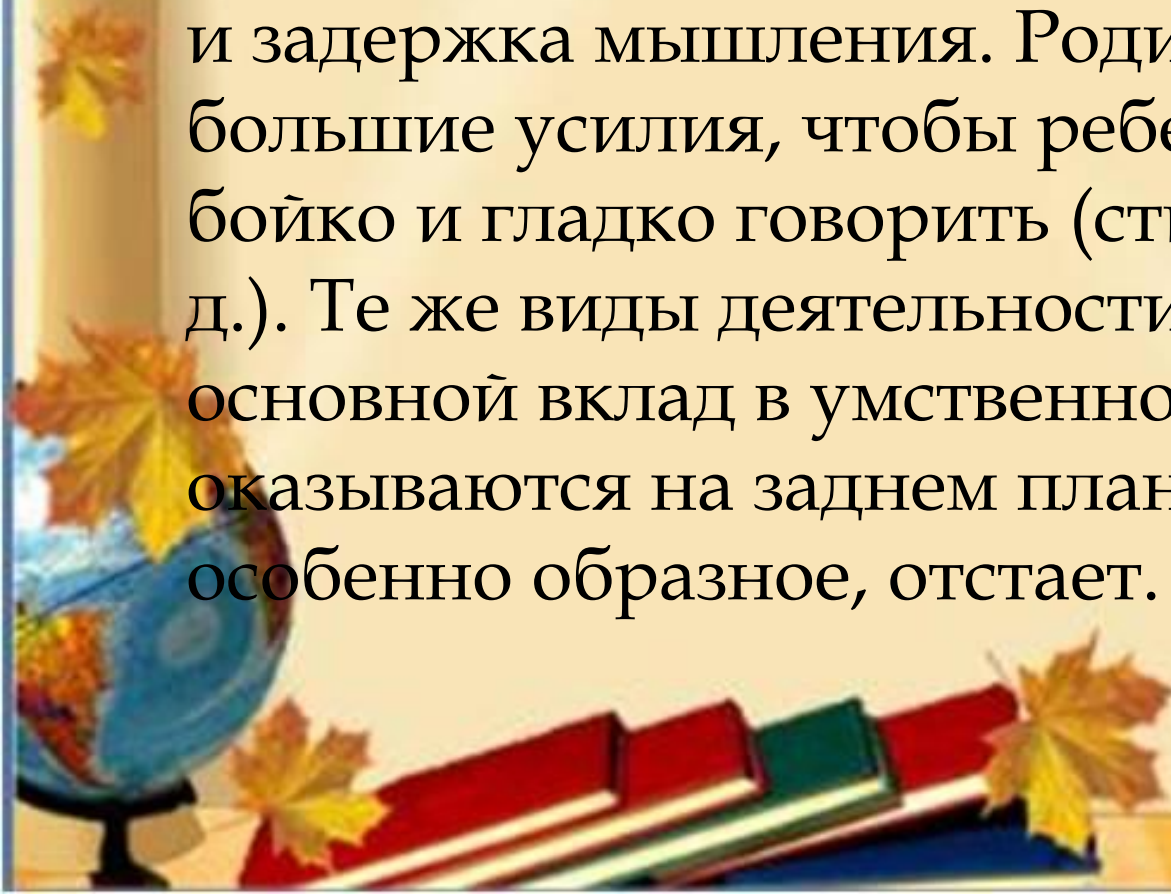 и задержка мышления. Роди
большие усилия, чтобы ребе
бойко и гладко говорить (сти
д.). Те же виды деятельности
основной вклад в умственно
оказываются на заднем план
особенно образное, отстает.